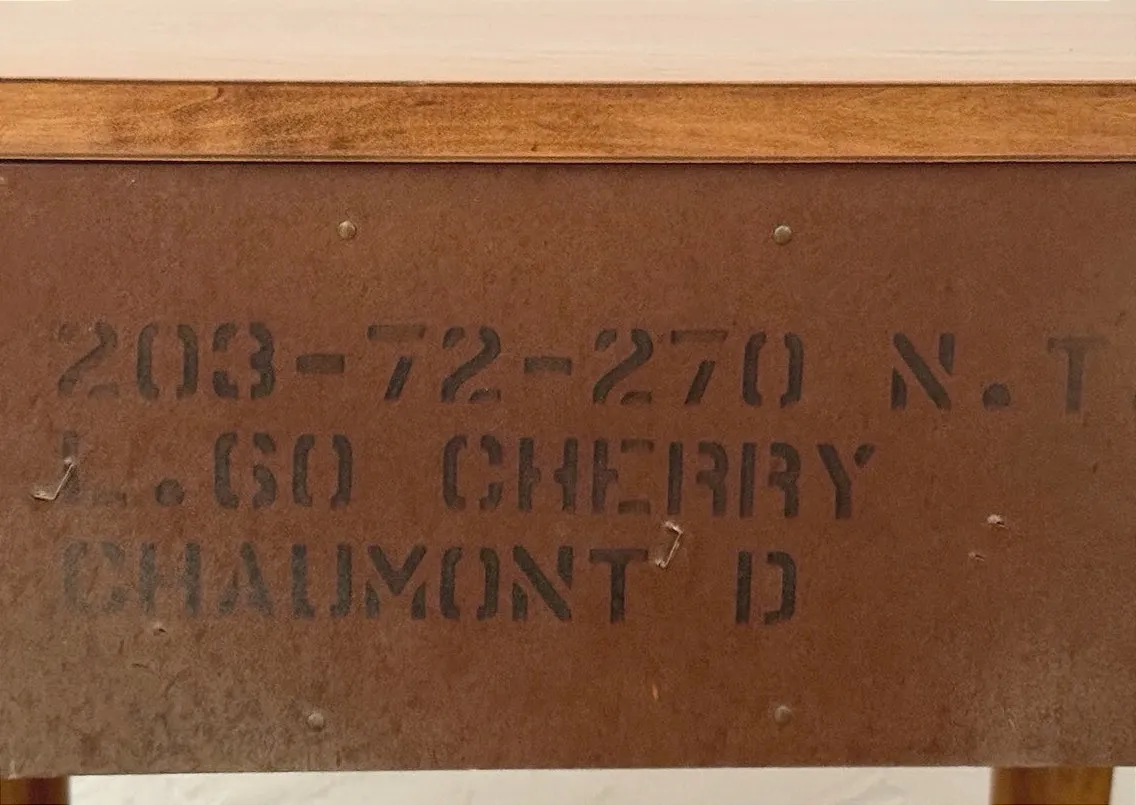 203-72-270 N.T.
L.60 CHERRY
CHAUMONT D